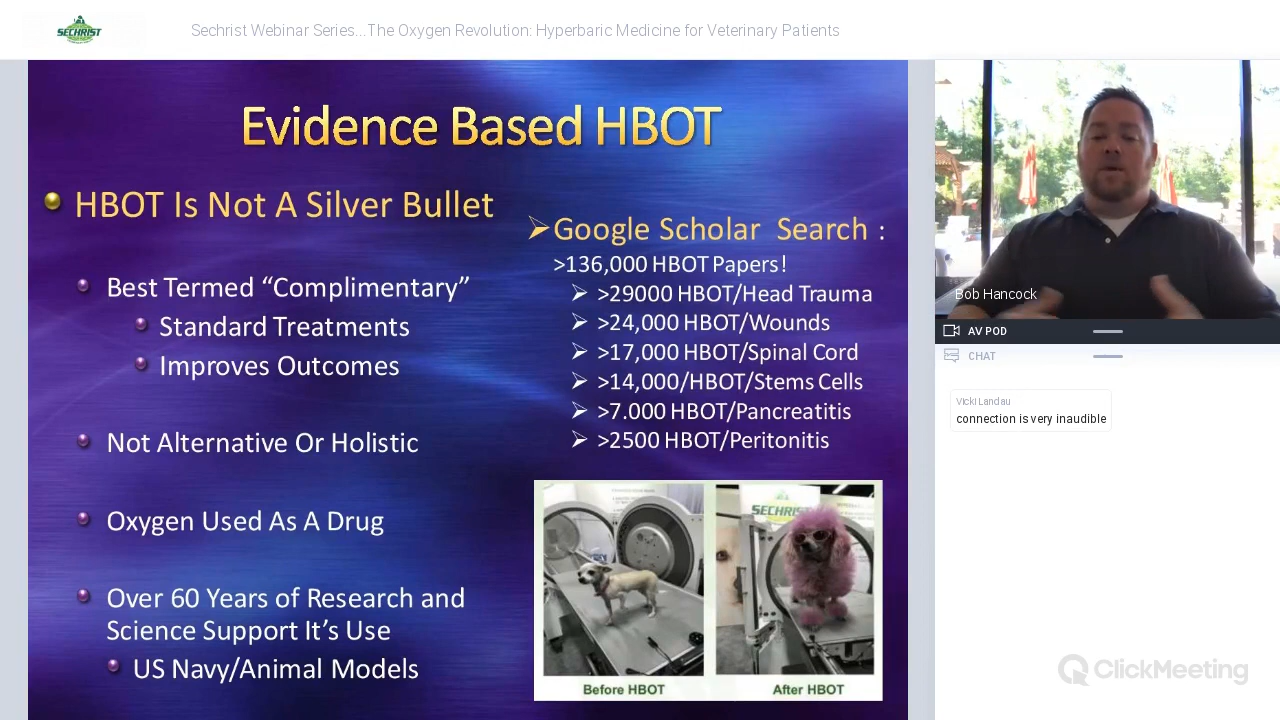 SECHRIST
Sechrist Webinar Series...The Oxygen Revolution: Hyperbaric Medicine for Veterinary Patients
Evidence Based HBOT
HBOT Is Not A Silver Bullet
Best Termed “Complimentary”
Standard Treatments
Improves Outcomes
Not Alternative Or Holistic
Oxygen Used As A Drug
Over 60 Years of Research and
Science Support It’s Use
US Navy/Animal Models
Google Scholar Search :
>136,000 HBOT Papers!
>29000 HBOT/Head Trauma
>24,000 HBOT/Wounds
>17,000 HBOT/Spinal Cord
>14,000/HBOT/Stems Cells
>7.000 HBOT/Pancreatitis
>2500 HBOT/Peritonitis
SECHRIST
Before HBOT
After HBOT
Bob Hancock
AV POD
CHAT
Vicki Landau
connection is very inaudible
ClickMeeting